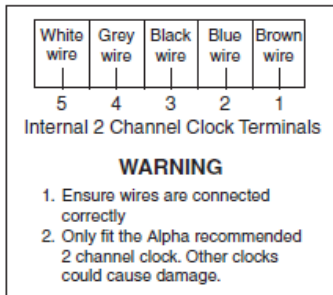 White Grey Black Blue Brown
wire wire wire wire wire
5 4 3 2 1
Internal 2 Channel Clock Terminals
WARNING
1. Ensure wires are connected
correctly
2. Only fit the Alpha recommended
2 channel clock. Other clocks
could cause damage.